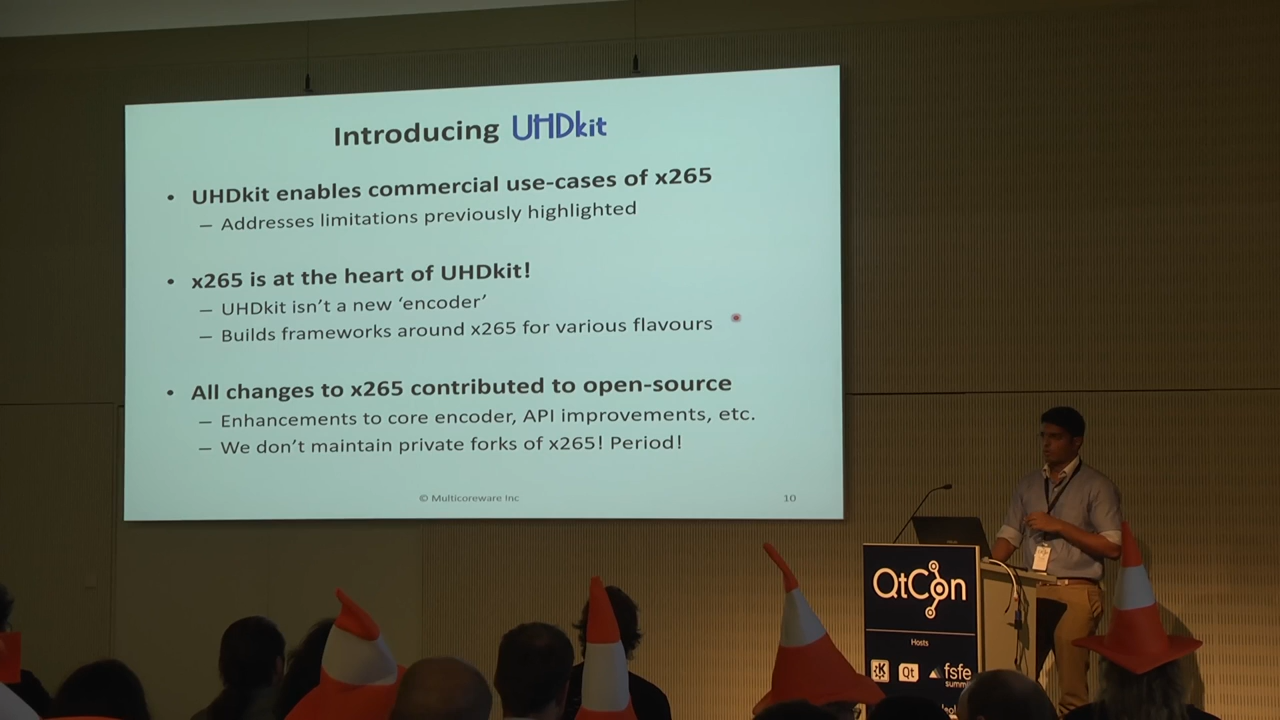 Introducing UHDkit
• UHDkit enables commercial use-cases of x265
– Addresses limitations previously highlighted
• x265 is at the heart of UHDkit!
– UHDkit isn't a new 'encoder'
– Builds frameworks around x265 for various flavours
• All changes to x265 contributed to open-source
– Enhancements to core encoder, API improvements, etc.
– We don't maintain private forks of x265! Period!
© Multicoreware Inc
10
QtCon
Hosts
K Qt fsfe
summit